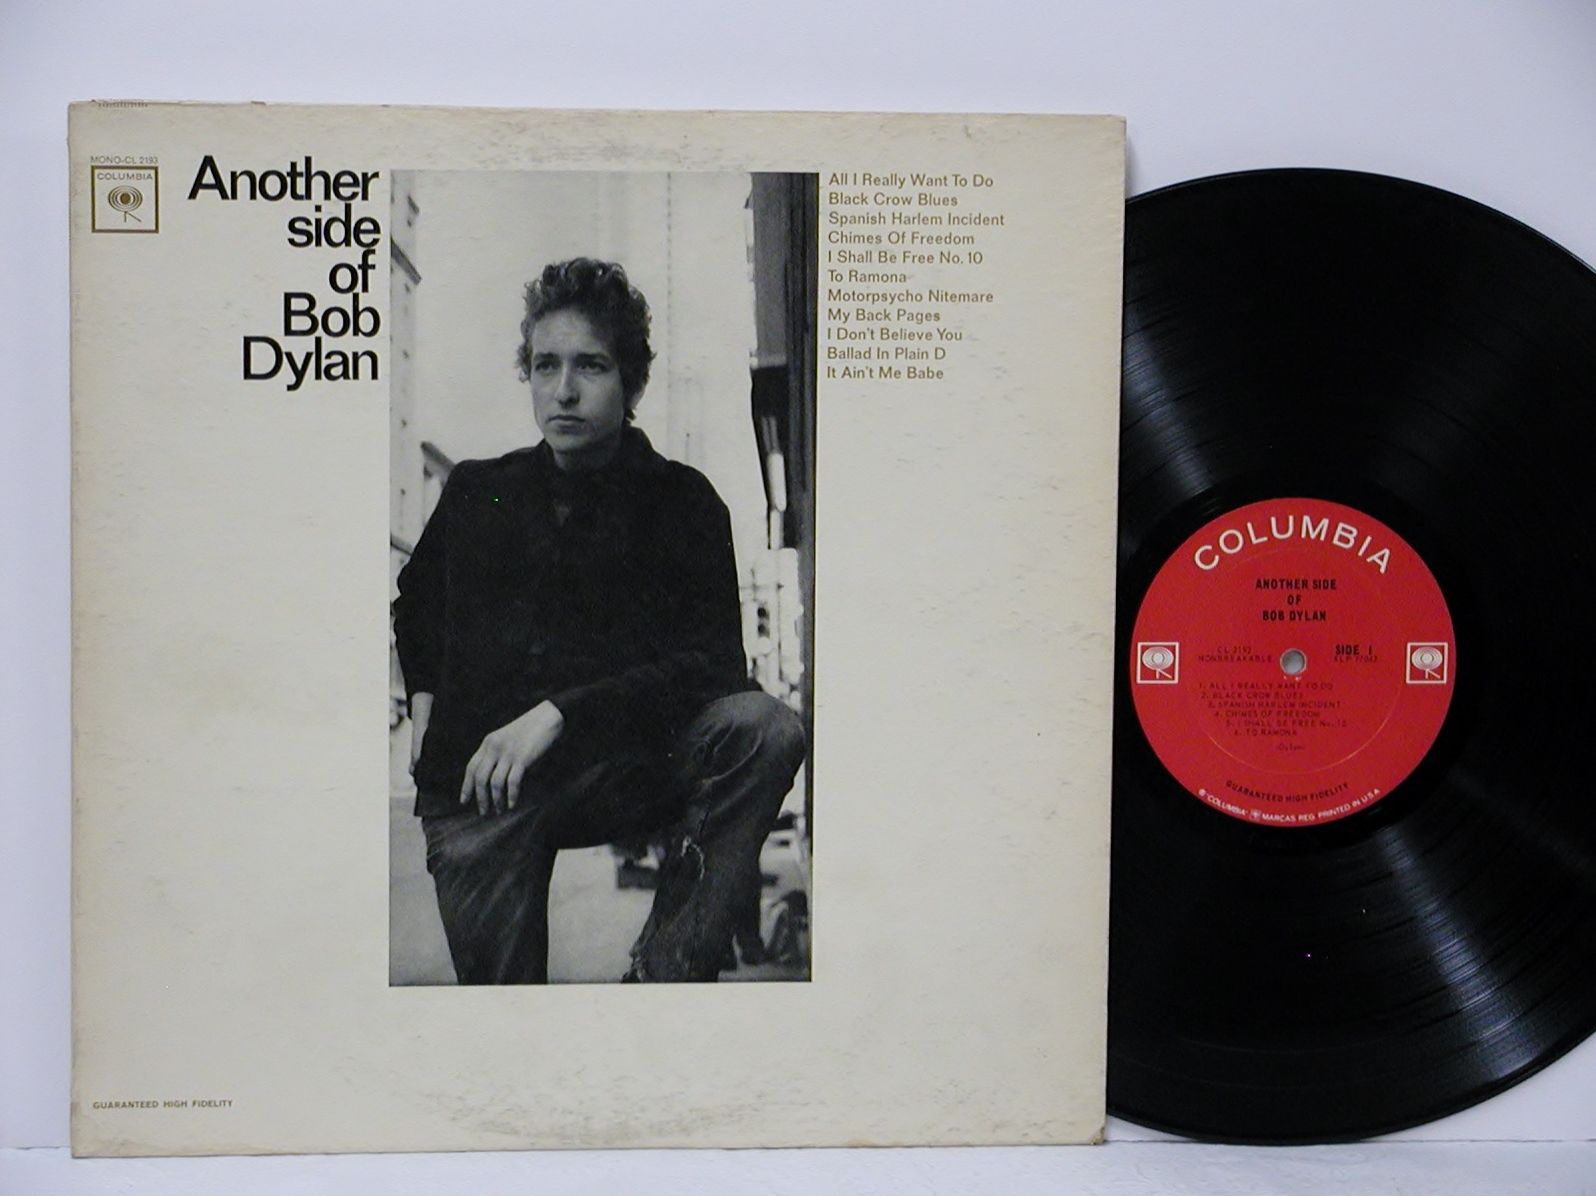 MONO-CL 2193
COLUMBIA
Another
side
of
Bob
Dylan
All I Really Want To Do
Black Crow Blues
Spanish Harlem Incident
Chimes Of Freedom
I Shall Be Free No. 10
To Ramona
Motorpsycho Nitemare
My Back Pages
I Don't Believe You
Ballad In Plain D
It Ain't Me Babe
GUARANTEED HIGH FIDELITY
COLUMBIA
ANOTHER SIDE
OF
BOB DYLAN
CL 2193
NONBREAKABLE
SIDE 1
1. ALL I REALLY WANT TO DO
2. BLACK CROW BLUES
3. SPANISH HARLEM INCIDENT
4. CHIMES OF FREEDOM
5. I SHALL BE FREE No. 10
6. TO RAMONA
GUARANTEED HIGH FIDELITY
"COLUMBIA" MARCAS REG. PRINTED IN U.S.A.